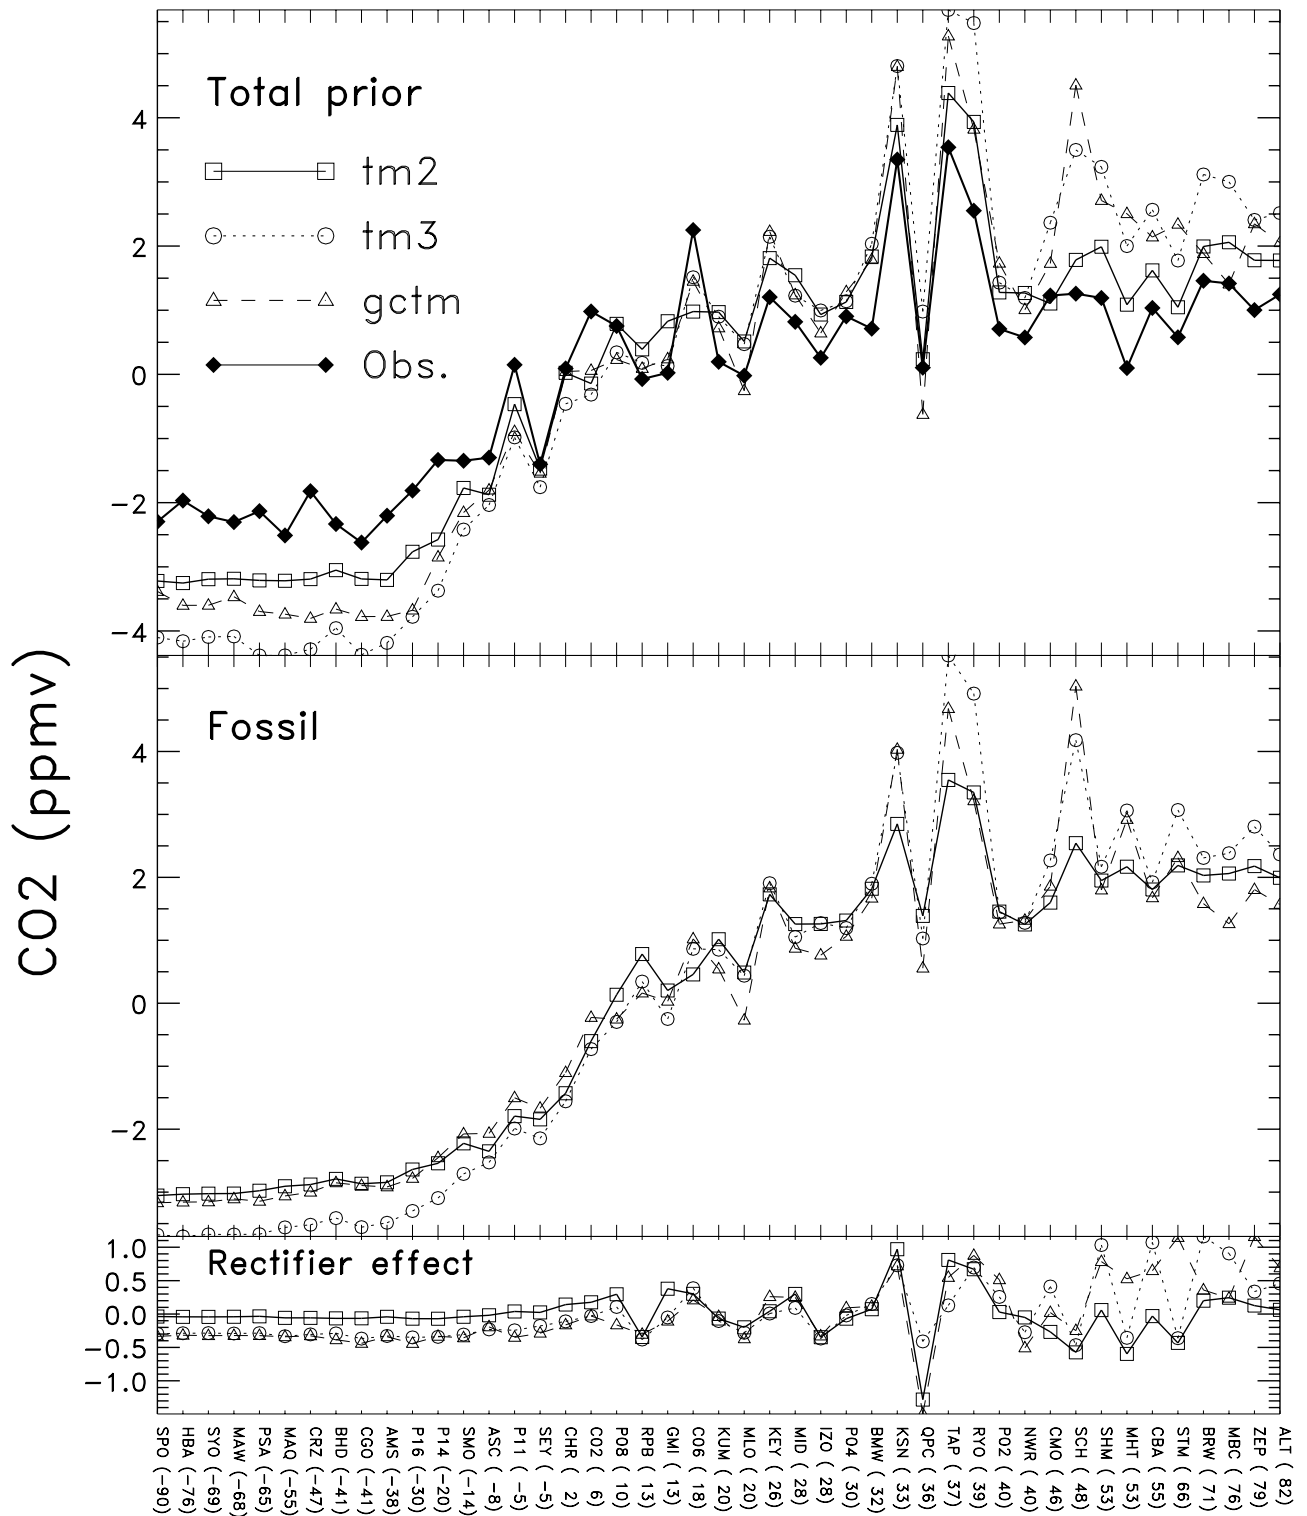 Total prior
tm2
tm3
gctm
Obs.
4
2
0
−2
−4
CO2 (ppmv)
Fossil
4
2
0
−2
Rectifier effect
1.0
0.5
0.0
−0.5
−1.0
SPO (−90)
HBA (−76)
SYO (−69)
MAW (−68)
PSA (−65)
MAQ (−55)
CRZ (−47)
BHD (−41)
CGO (−41)
AMS (−38)
P16 (−30)
P14 (−20)
SMO (−14)
ASC ( −8)
P11 ( −5)
SEY ( −5)
CHR ( 2)
CO2 ( 6)
P08 ( 10)
RPB ( 13)
GMI ( 13)
C06 ( 18)
KUM ( 20)
MLO ( 20)
KEY ( 26)
MID ( 28)
IZO ( 28)
P04 ( 30)
BMW ( 32)
KSN ( 33)
QPC ( 36)
TAP ( 37)
RYO ( 39)
P02 ( 40)
NWR ( 40)
CMO ( 46)
SCH ( 48)
SHM ( 53)
MHT ( 53)
CBA ( 55)
STM ( 66)
BRW ( 71)
MBC ( 76)
ZEP ( 79)
ALT ( 82)